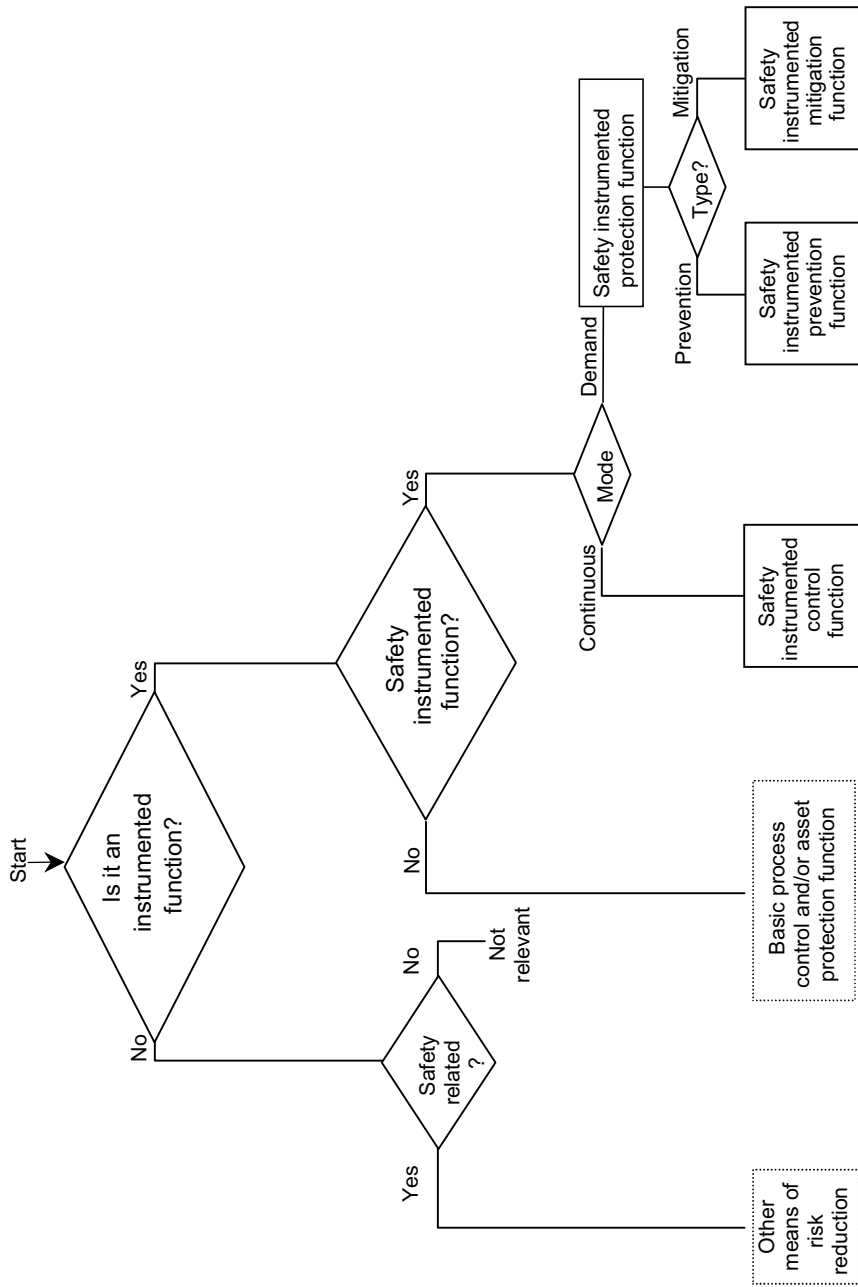 Start
Is it an
instrumented
function?
No
Yes
Safety
related
?
Yes
No
Not
relevant
Safety
instrumented
function?
No
Yes
Mode
Continuous
Demand
Safety instrumented
protection function
Type?
Prevention
Mitigation
Other
means of
risk
reduction
Basic process
control and/or asset
protection function
Safety
instrumented
control
function
Safety
instrumented
prevention
function
Safety
instrumented
mitigation
function